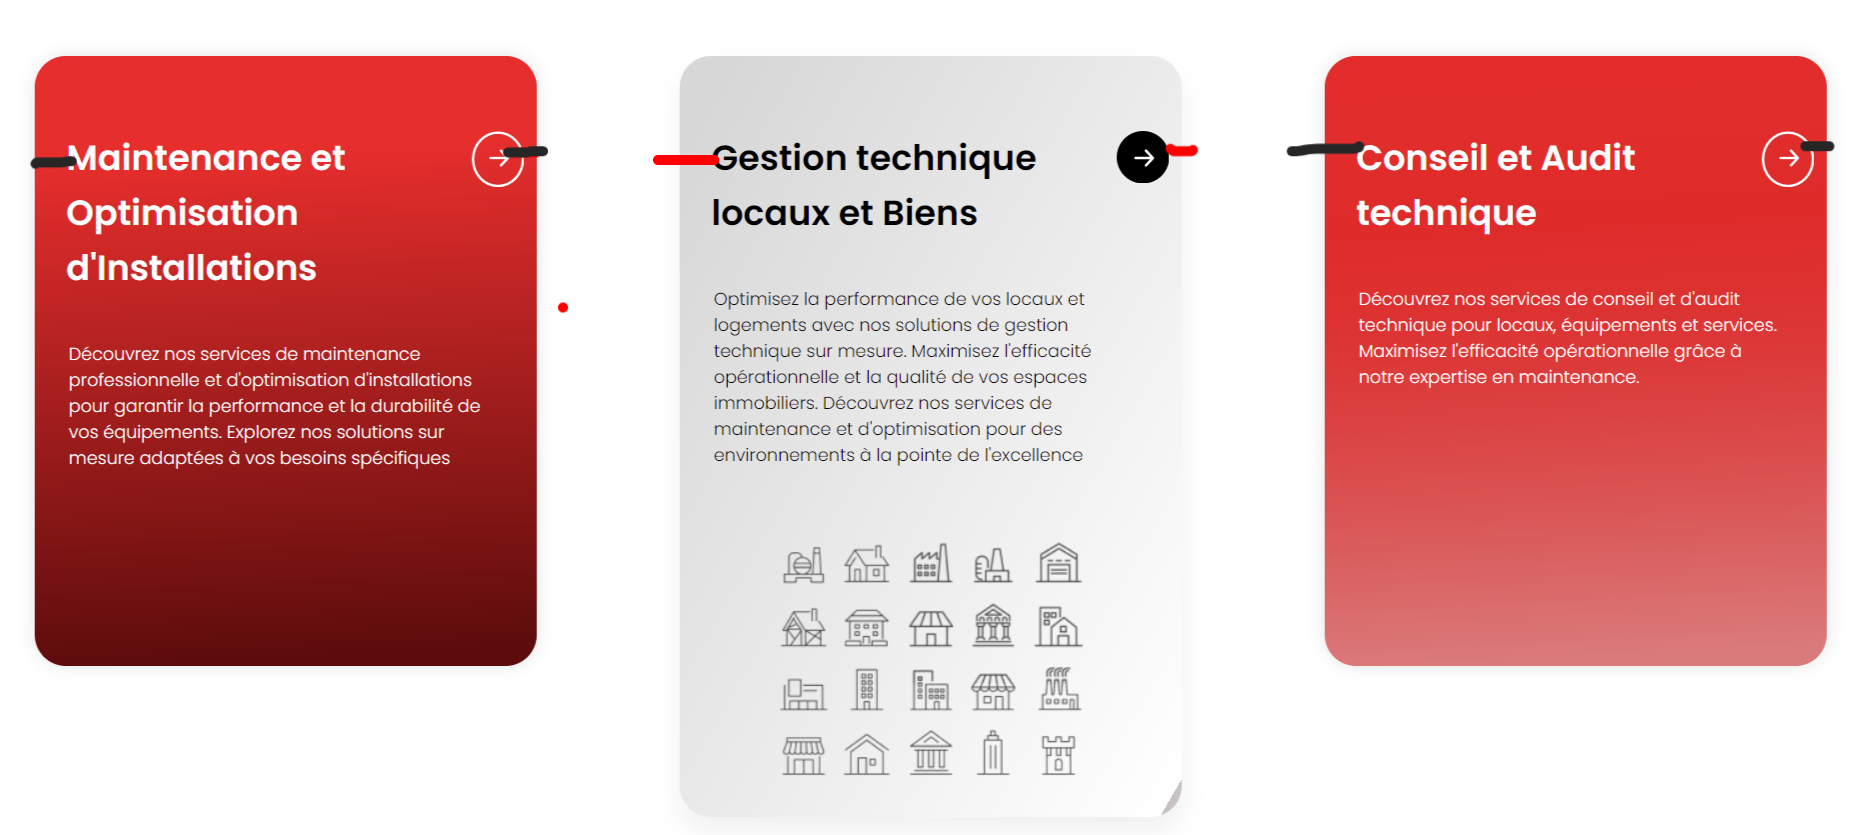 Maintenance et
Optimisation
d'Installations
Découvrez nos services de maintenance
professionnelle et d'optimisation d'installations
pour garantir la performance et la durabilité de
vos équipements. Explorez nos solutions sur
mesure adaptées à vos besoins spécifiques
Gestion technique
locaux et Biens
Optimisez la performance de vos locaux et
logements avec nos solutions de gestion
technique sur mesure. Maximisez l'efficacité
opérationnelle et la qualité de vos espaces
immobiliers. Découvrez nos services de
maintenance et d'optimisation pour des
environnements à la pointe de l'excellence
Conseil et Audit
technique
Découvrez nos services de conseil et d'audit
technique pour locaux, équipements et services.
Maximisez l'efficacité opérationnelle grâce à
notre expertise en maintenance.